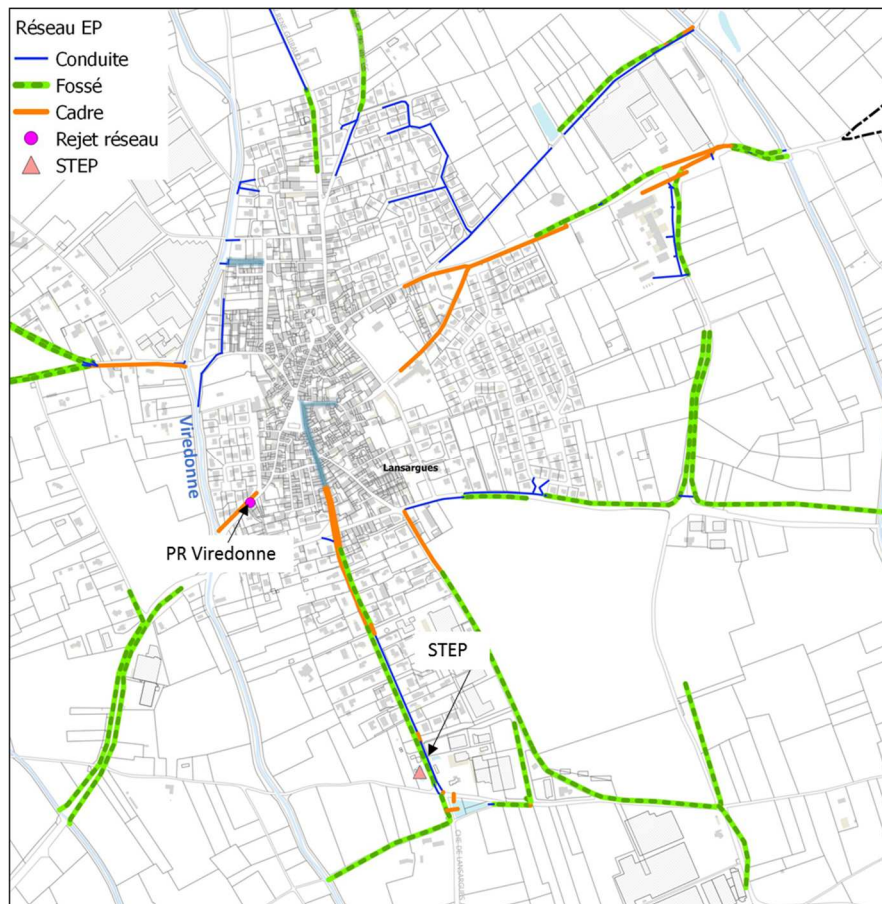 Réseau EP
Conduite
Fossé
Cadre
Rejet réseau
STEP
Viredonne
Lansargues
PR Viredonne
STEP